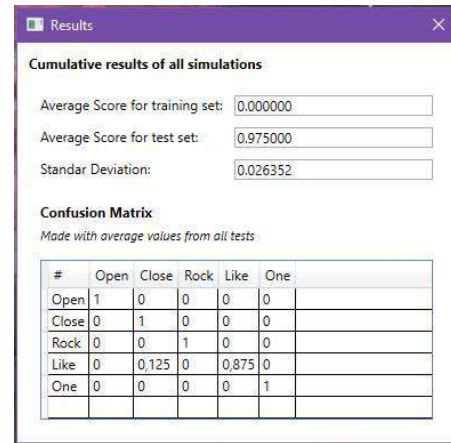 Results
Cumulative results of all simulations
Average Score for training set: 0.000000
Average Score for test set: 0.975000
Standar Deviation: 0.026352
Confusion Matrix
Made with average values from all tests
# Open Close Rock Like One
Open 1 0 0 0 0
Close 0 1 0 0 0
Rock 0 0 1 0 0
Like 0 0,125 0 0,875 0
One 0 0 0 0 1